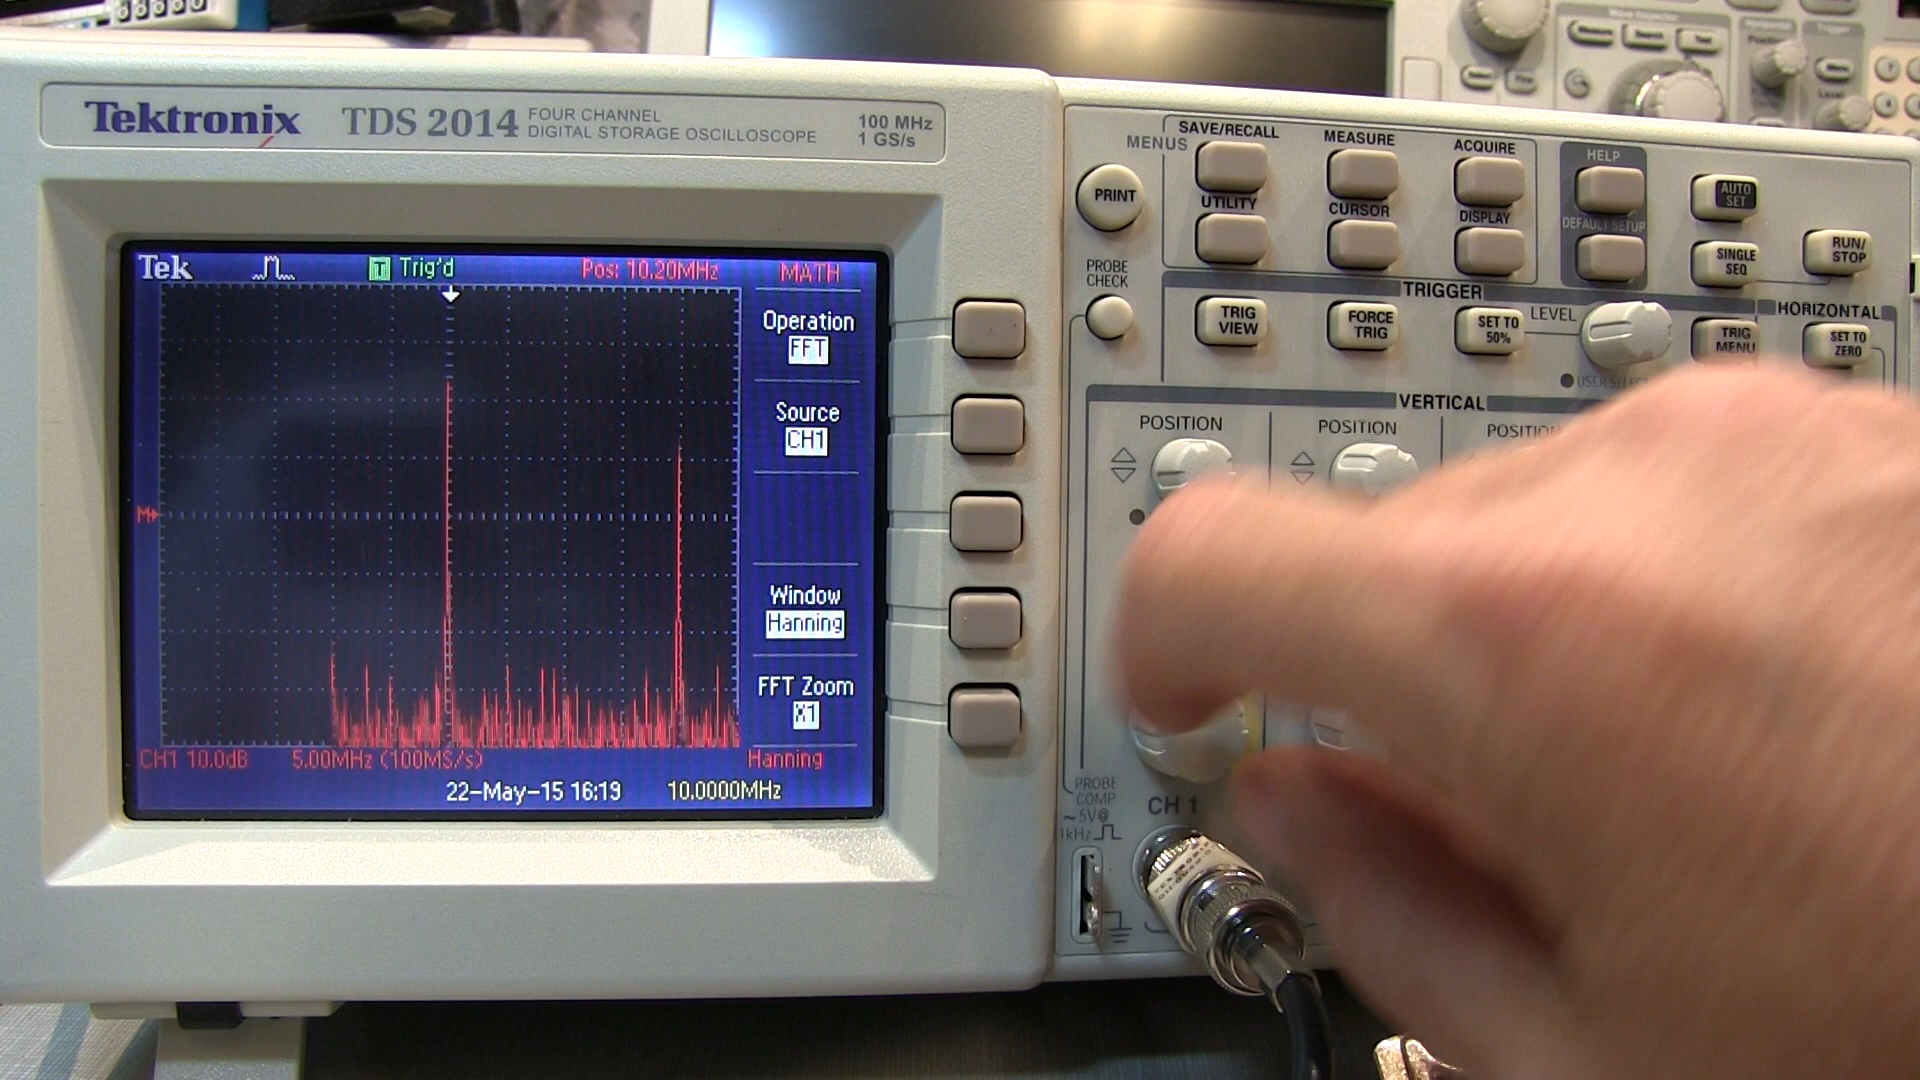 Tektronix TDS 2014 FOUR CHANNEL
DIGITAL STORAGE OSCILLOSCOPE
100 MHz
1 GS/s
Tek
T Trig'd
Pos: 10.20MHz
MATH
Operation
FFT
Source
CH1
Window
Hanning
FFT Zoom
X1
M
CH1 10.0dB
5.00MHz (100MS/s)
Hanning
22-May-15 16:19
10.0000MHz
MENUS
SAVE/RECALL
MEASURE
ACQUIRE
HELP
PRINT
AUTO
SET
UTILITY
CURSOR
DISPLAY
DEFAULT SETUP
SINGLE
SEQ
RUN/
STOP
PROBE
CHECK
TRIGGER
TRIG
VIEW
FORCE
TRIG
SET TO
50%
LEVEL
TRIG
MENU
HORIZONTAL
SET TO
ZERO
VERTICAL
POSITION
POSITION
PROBE
COMP
~5V@
1kHz
CH 1